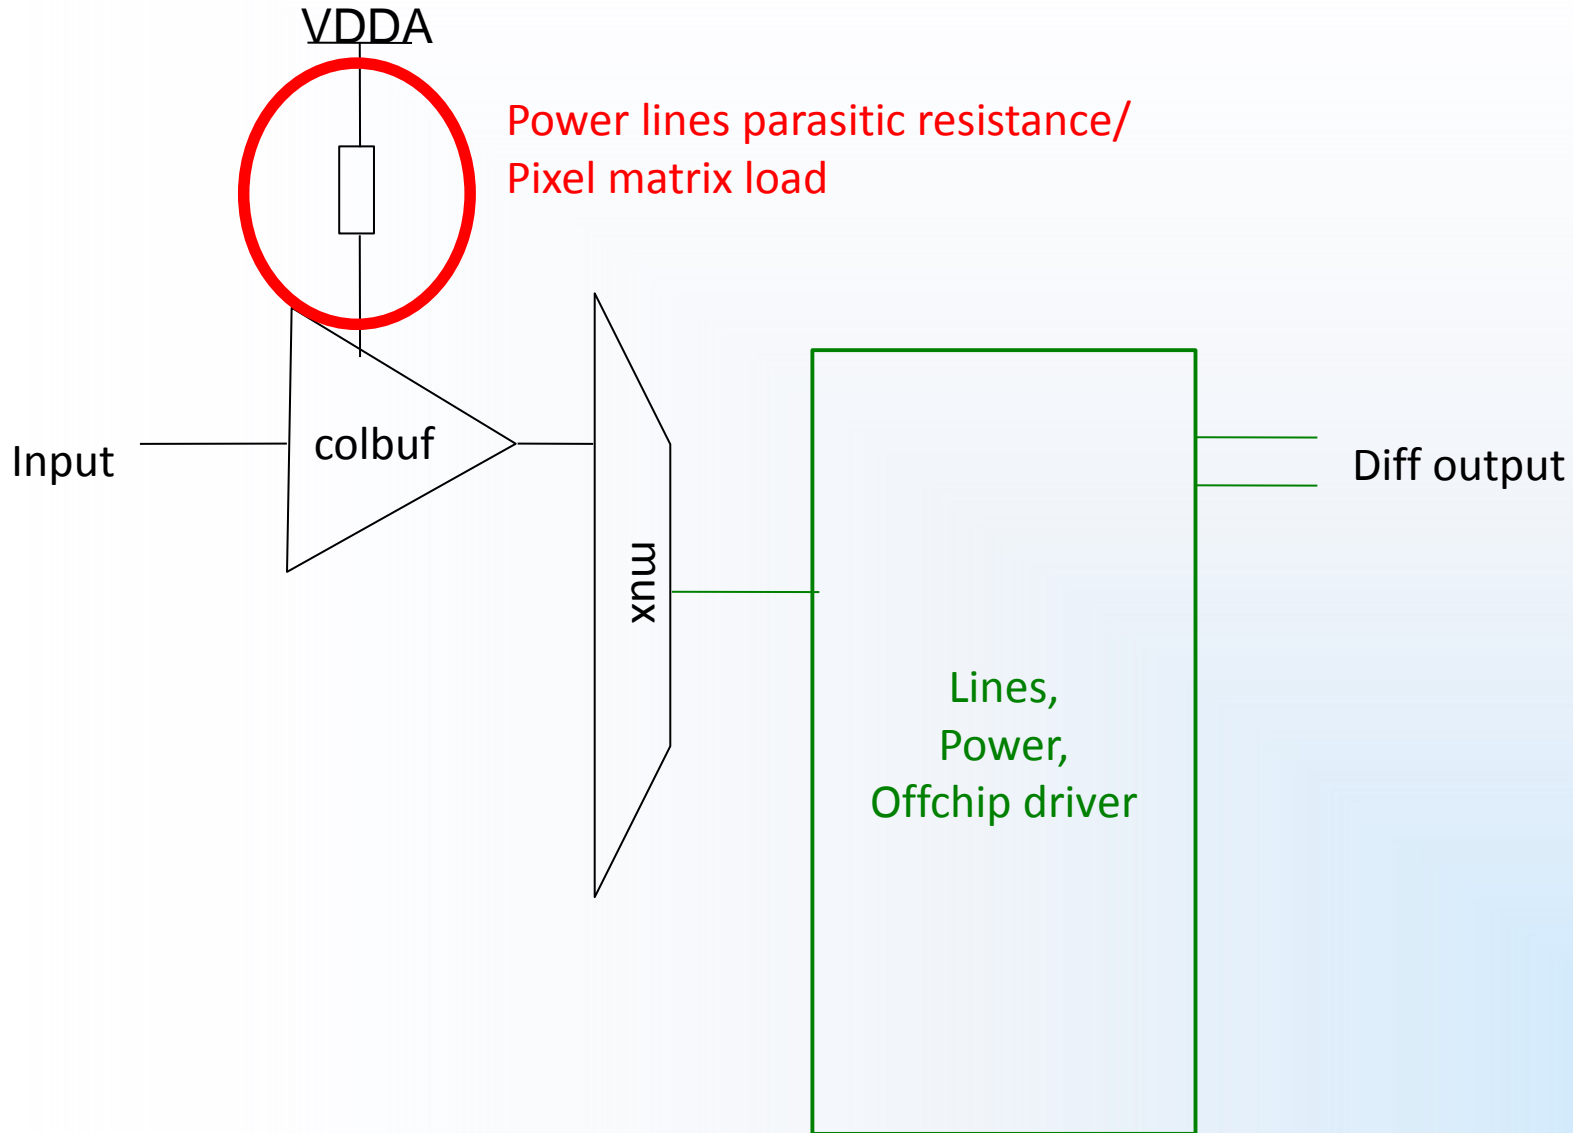 VDDA
Power lines parasitic resistance/
Pixel matrix load
Input
colbuf
mux
Diff output
Lines,
Power,
Offchip driver